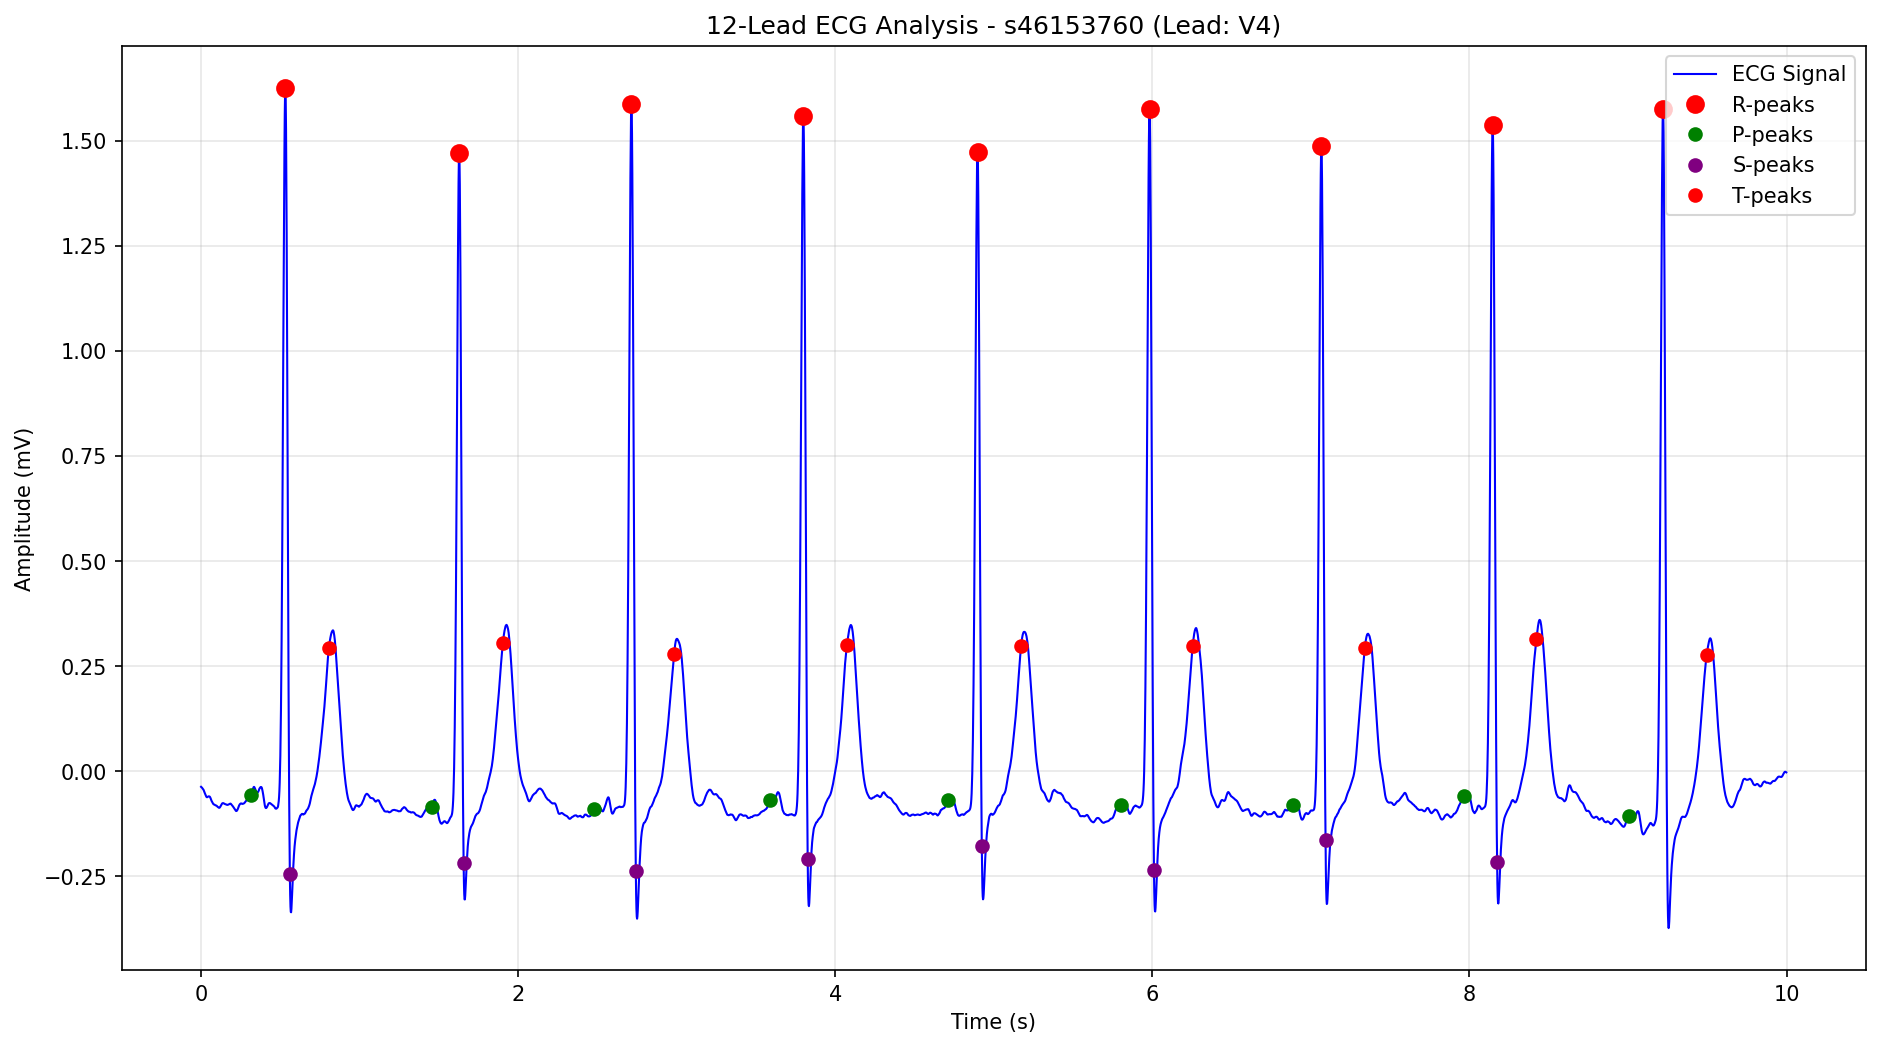 12-Lead ECG Analysis - s46153760 (Lead: V4)
ECG Signal
R-peaks
P-peaks
S-peaks
T-peaks
Amplitude (mV)
1.50
1.25
1.00
0.75
0.50
0.25
0.00
−0.25
0 2 4 6 8 10
Time (s)